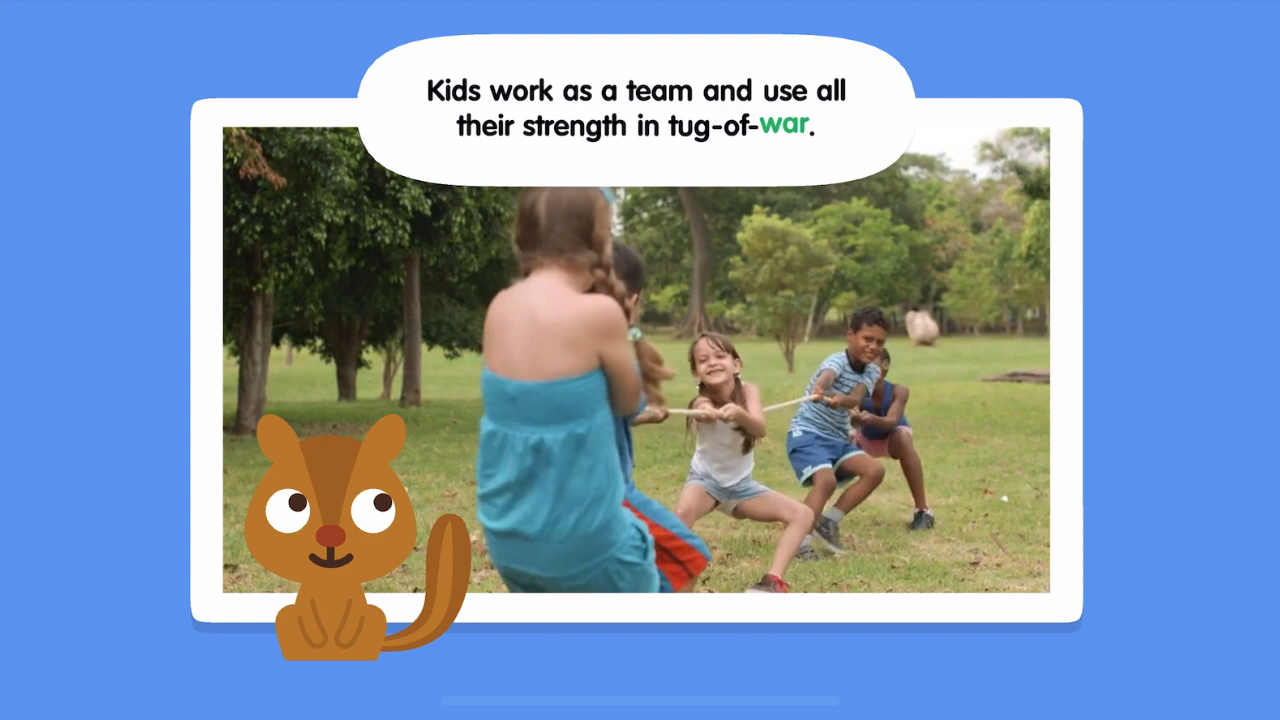 Kids work as a team and use all
their strength in tug-of-war.